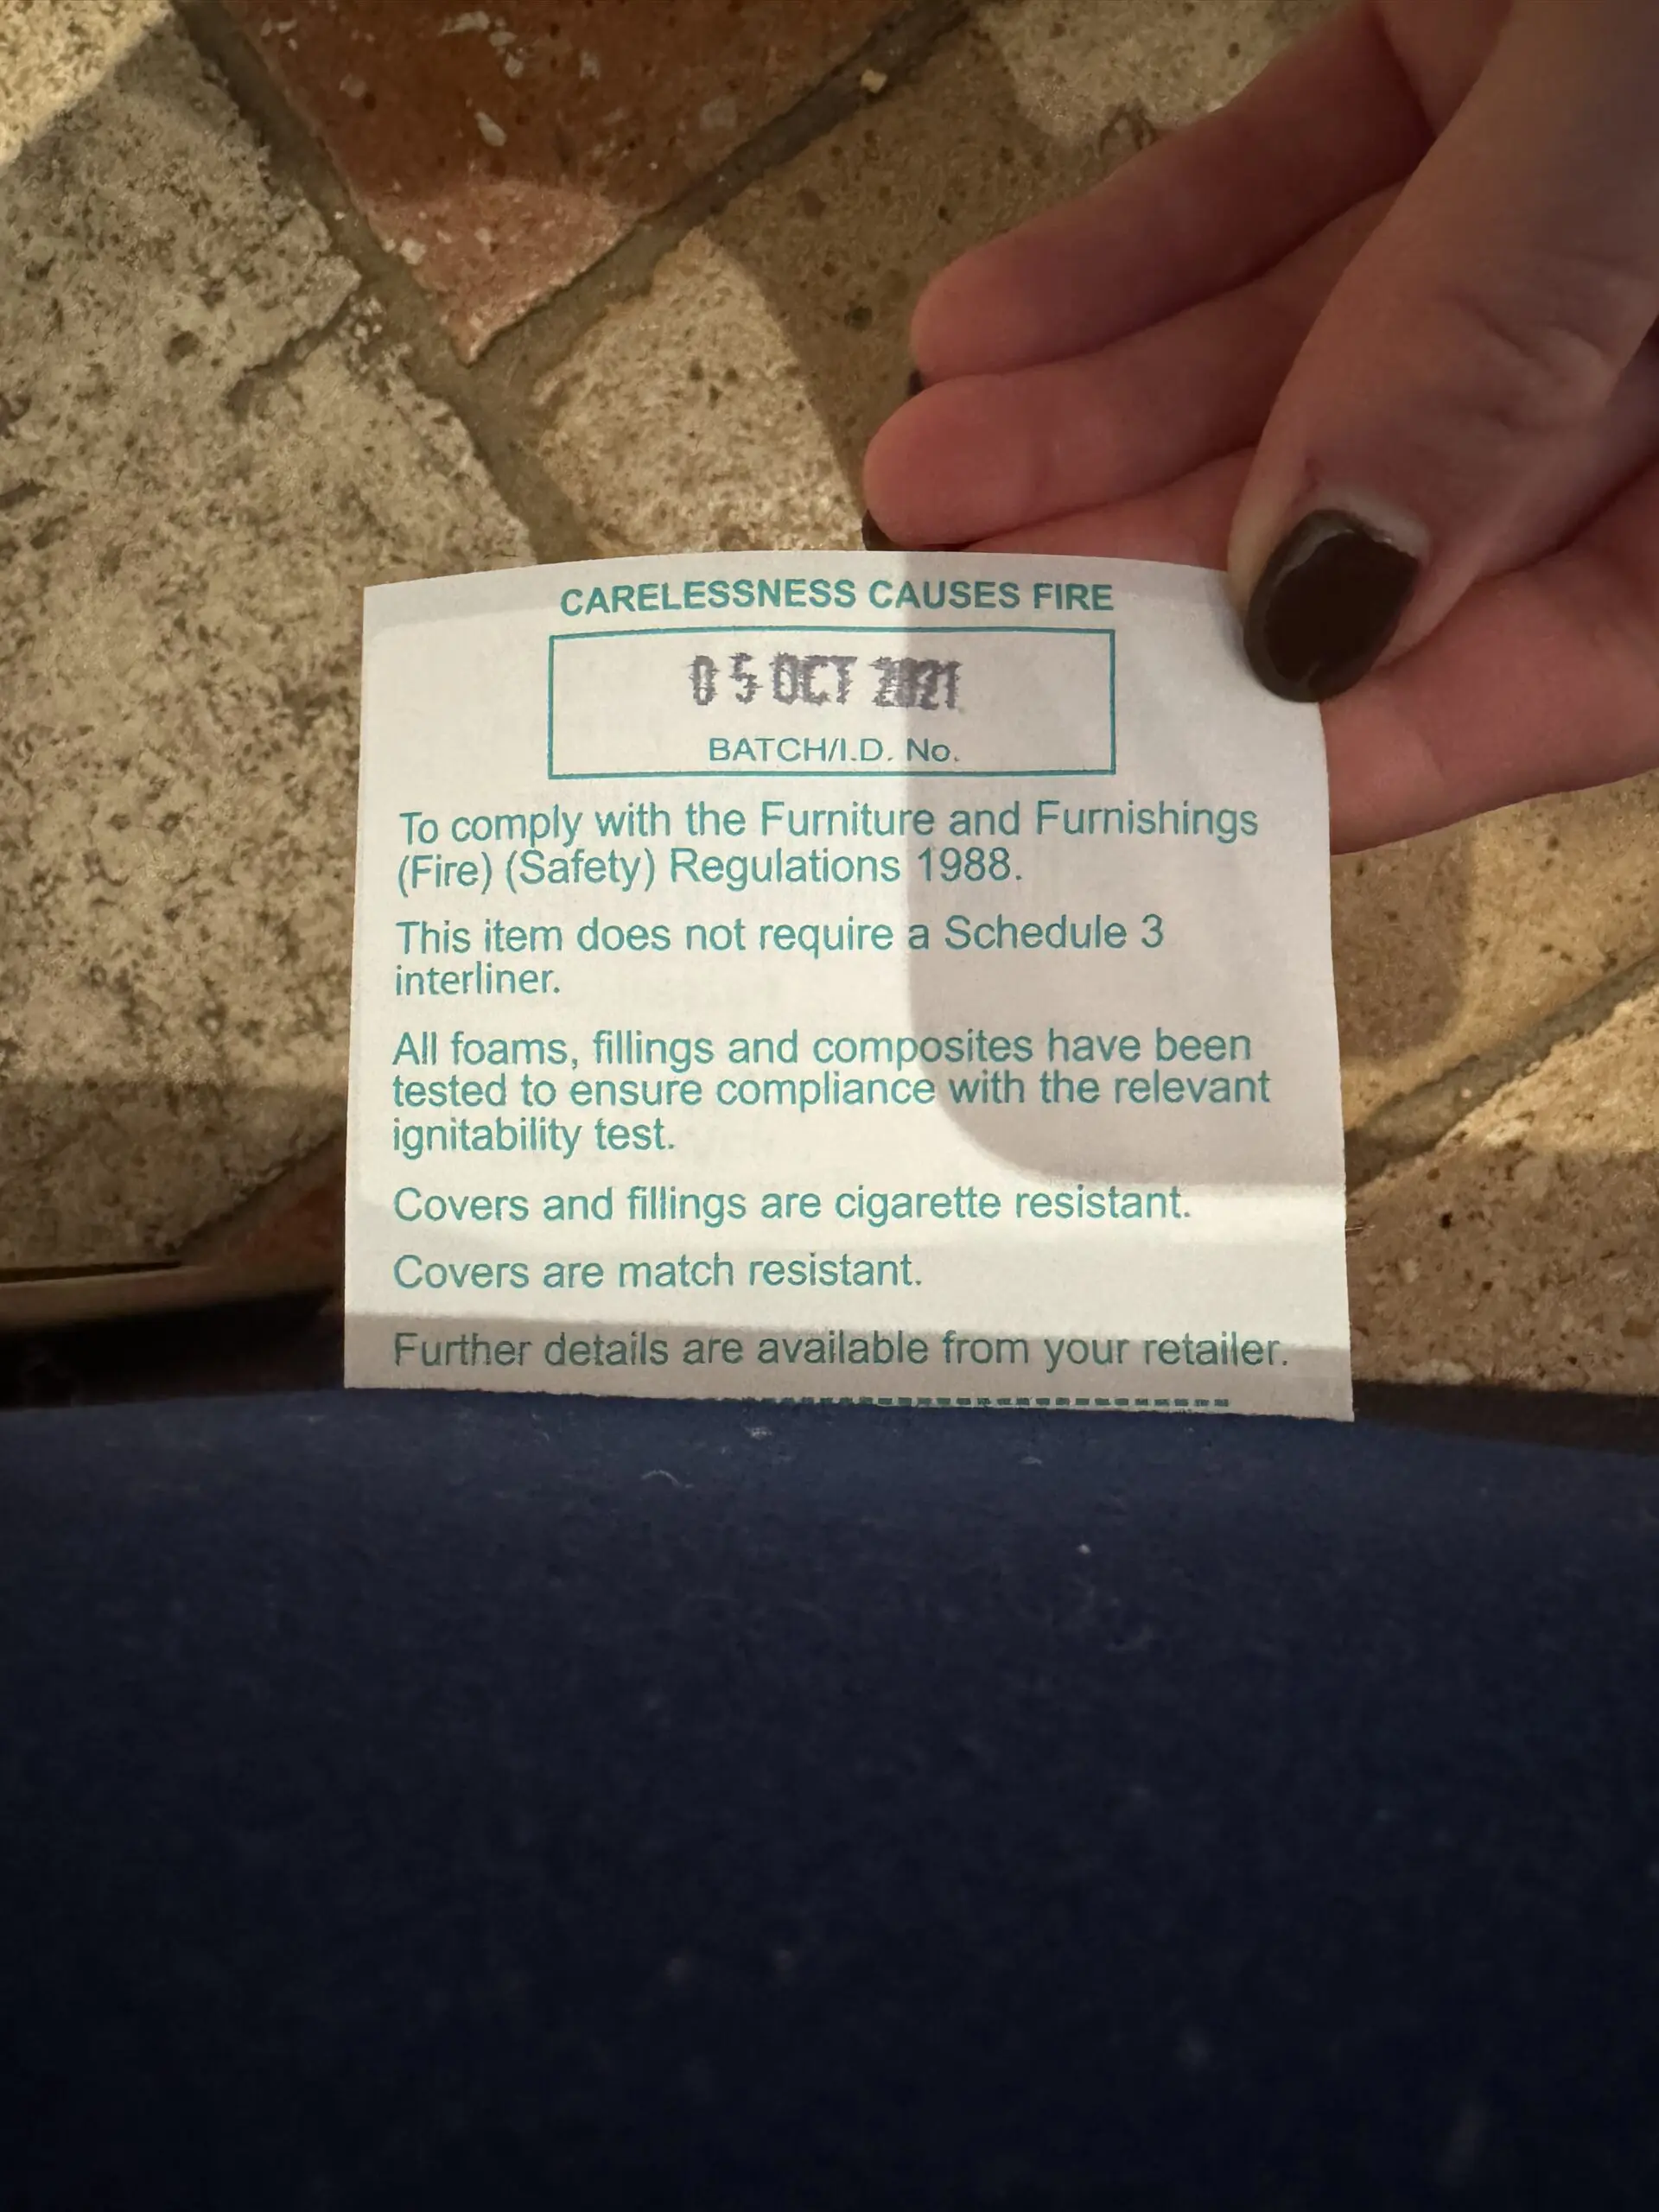 CARELESSNESS CAUSES FIRE
05 OCT 2021
BATCH/I.D. No.
To comply with the Furniture and Furnishings
(Fire) (Safety) Regulations 1988.
This item does not require a Schedule 3
interliner.
All foams, fillings and composites have been
tested to ensure compliance with the relevant
ignitability test.
Covers and fillings are cigarette resistant.
Covers are match resistant.
Further details are available from your retailer.